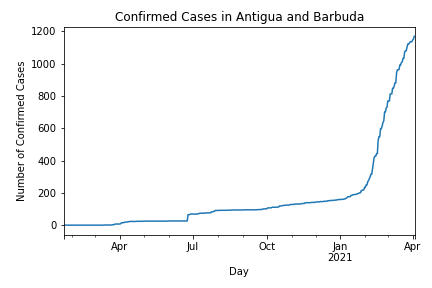 Confirmed Cases in Antigua and Barbuda
1200
1000
800
600
400
200
0
Number of Confirmed Cases
Apr
Jul
Oct
Jan
2021
Apr
Day